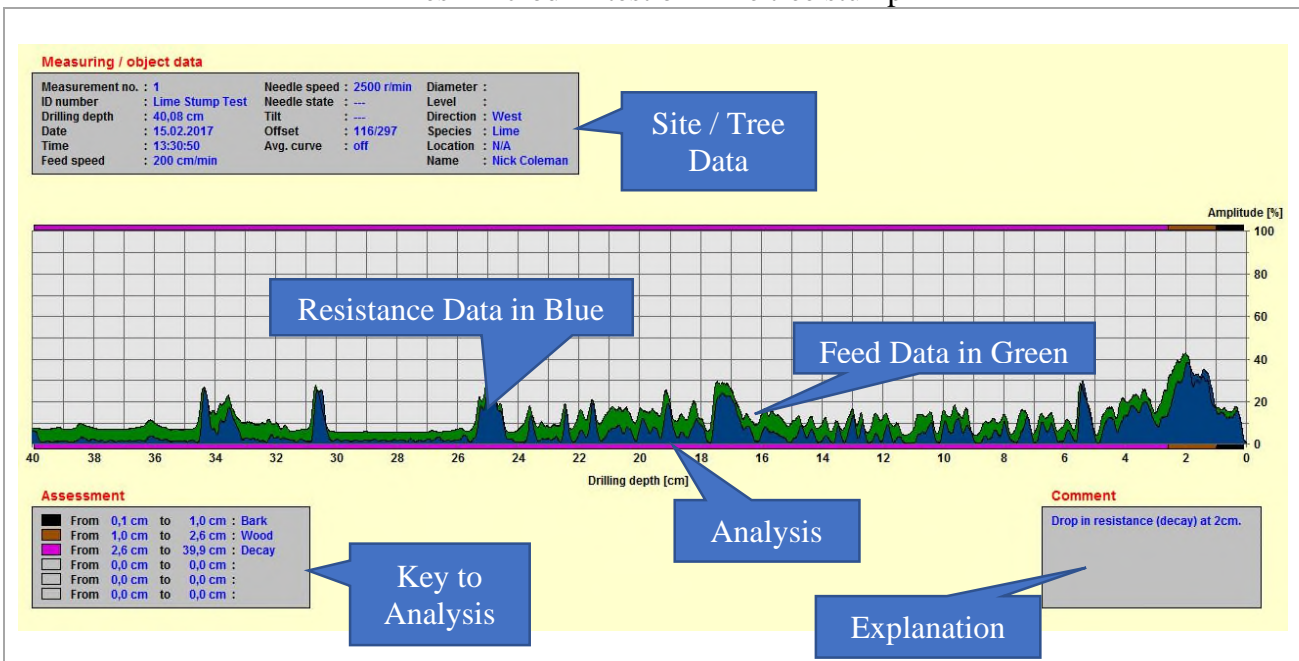 Measuring / object data
Measurement no. : 1 Needle speed : 2500 r/min Diameter :
ID number : Lime Stump Test Needle state : --- Level :
Drilling depth : 40,08 cm Tilt : --- Direction : West
Date : 15.02.2017 Offset : 116/297 Species : Lime
Time : 13:30:50 Avg. curve : off Location : N/A
Feed speed : 200 cm/min Name : Nick Coleman
Site / Tree
Data
Amplitude [%]
100
80
60
40
20
0
Resistance Data in Blue
Feed Data in Green
40 38 36 34 32 30 28 26 24 22 20 18 16 14 12 10 8 6 4 2 0
Drilling depth [cm]
Analysis
Assessment
From 0,1 cm to 1,0 cm : Bark
From 1,0 cm to 2,6 cm : Wood
From 2,6 cm to 39,9 cm : Decay
From 0,0 cm to 0,0 cm :
From 0,0 cm to 0,0 cm :
From 0,0 cm to 0,0 cm :
Key to
Analysis
Comment
Drop in resistance (decay) at 2cm.
Explanation